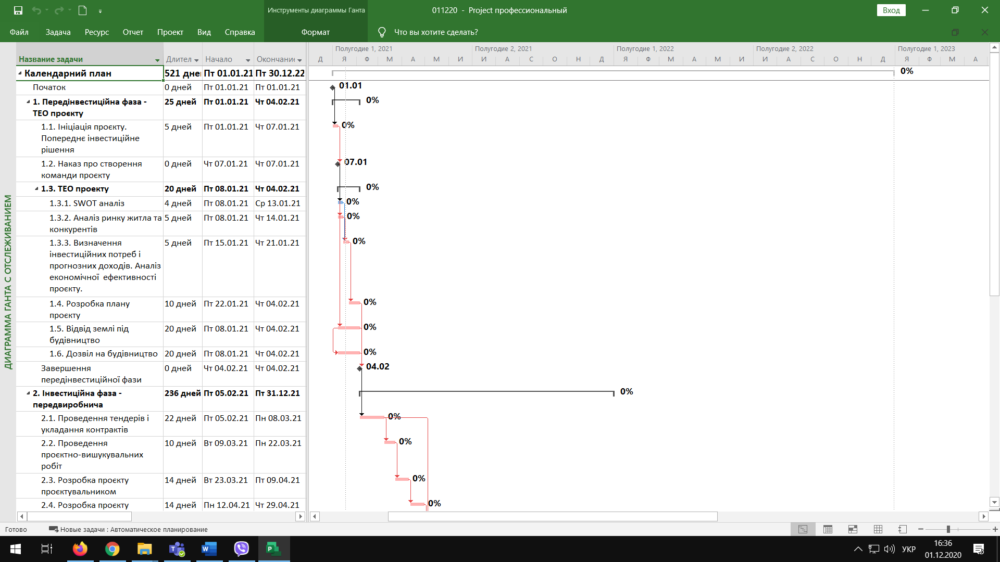 Инструменты диаграммы Ганта
011220 - Project профессиональный
Вход
Файл Задача Ресурс Отчет Проект Вид Справка Формат Что вы хотите сделать?
ДИАГРАММА ГАНТА С ОТСЛЕЖИВАНИЕМ
Название задачи Длител Начало Окончание
Полугодие 1, 2021 Полугодие 2, 2021 Полугодие 1, 2022 Полугодие 2, 2022 Полугодие 1, 2023
Д Я Ф М А М И И А С О Н Д Я Ф М А М И И А С О Н Д Я Ф М А
Календарний план 521 дней Пт 01.01.21 Пт 30.12.22 0%
Початок 0 дней Пт 01.01.21 Пт 01.01.21 01.01
1. Передінвестиційна фаза - 25 дней Пт 01.01.21 Чт 04.02.21 0%
ТЕО проєкту
1.1. Ініціація проєкту. 5 дней Пт 01.01.21 Чт 07.01.21 0%
Попереднє інвестиційне
рішення
1.2. Наказ про створення 0 дней Чт 07.01.21 Чт 07.01.21 07.01
команди проєкту
1.3. ТЕО проекту 20 дней Пт 08.01.21 Чт 04.02.21 0%
1.3.1. SWOT аналіз 4 дней Пт 08.01.21 Ср 13.01.21 0%
1.3.2. Аналіз ринку житла та 5 дней Пт 08.01.21 Чт 14.01.21 0%
конкурентів
1.3.3. Визначення 5 дней Пт 15.01.21 Чт 21.01.21 0%
інвестиційних потреб і
прогнозних доходів. Аналіз
економічної ефективності
проєкту.
1.4. Розробка плану 10 дней Пт 22.01.21 Чт 04.02.21 0%
проєкту
1.5. Відвід землі під 20 дней Пт 08.01.21 Чт 04.02.21 0%
будівництво
1.6. Дозвіл на будівництво 20 дней Пт 08.01.21 Чт 04.02.21 0%
Завершення 0 дней Чт 04.02.21 Чт 04.02.21 04.02
передінвестиційної фази
2. Інвестиційна фаза - 236 дней Пт 05.02.21 Пт 31.12.21 0%
передвиробнича
2.1. Проведення тендерів і 22 дней Пт 05.02.21 Пн 08.03.21 0%
укладання контрактів
2.2. Проведення 10 дней Вт 09.03.21 Пн 22.03.21 0%
проєктно-вишукувальних
робіт
2.3. Розробка проєкту 14 дней Вт 23.03.21 Пт 09.04.21 0%
проєктувальником
2.4. Розробка проєкту 14 дней Пн 12.04.21 Чт 29.04.21 0%
Готово Новые задачи : Автоматическое планирование
УКР 16:36
01.12.2020